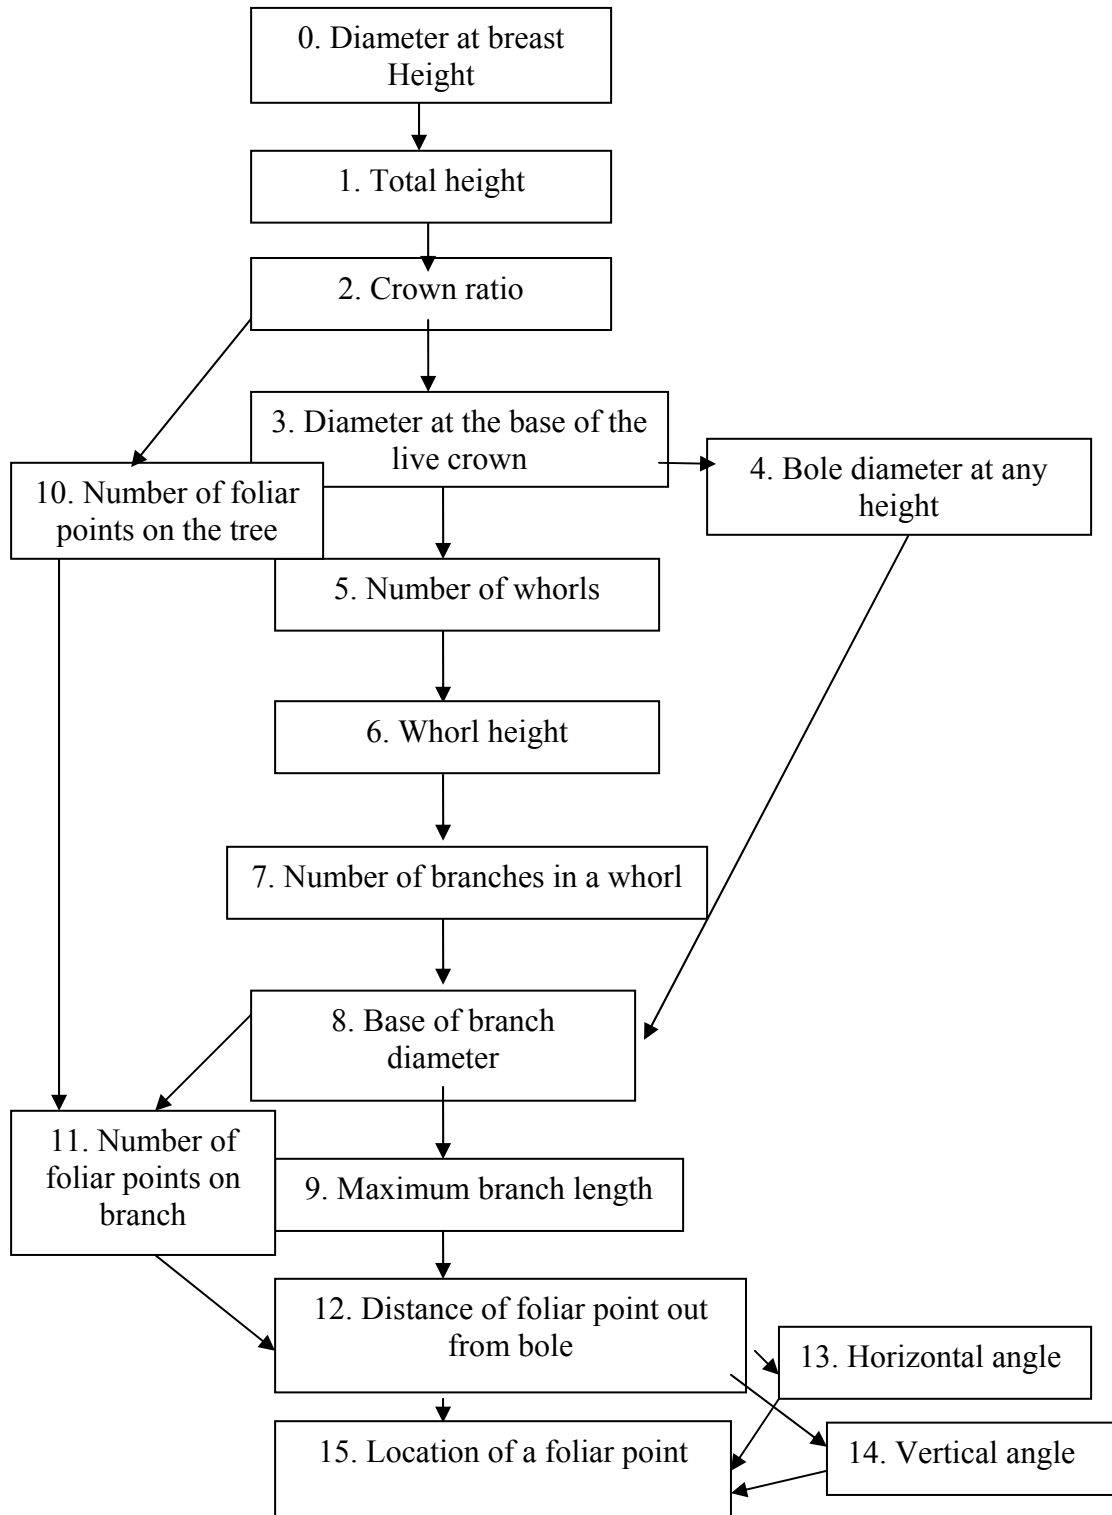 0. Diameter at breast
Height
1. Total height
2. Crown ratio
3. Diameter at the base of the
live crown
4. Bole diameter at any
height
10. Number of foliar
points on the tree
5. Number of whorls
6. Whorl height
7. Number of branches in a whorl
8. Base of branch
diameter
11. Number of
foliar points on
branch
9. Maximum branch length
12. Distance of foliar point out
from bole
13. Horizontal angle
15. Location of a foliar point
14. Vertical angle